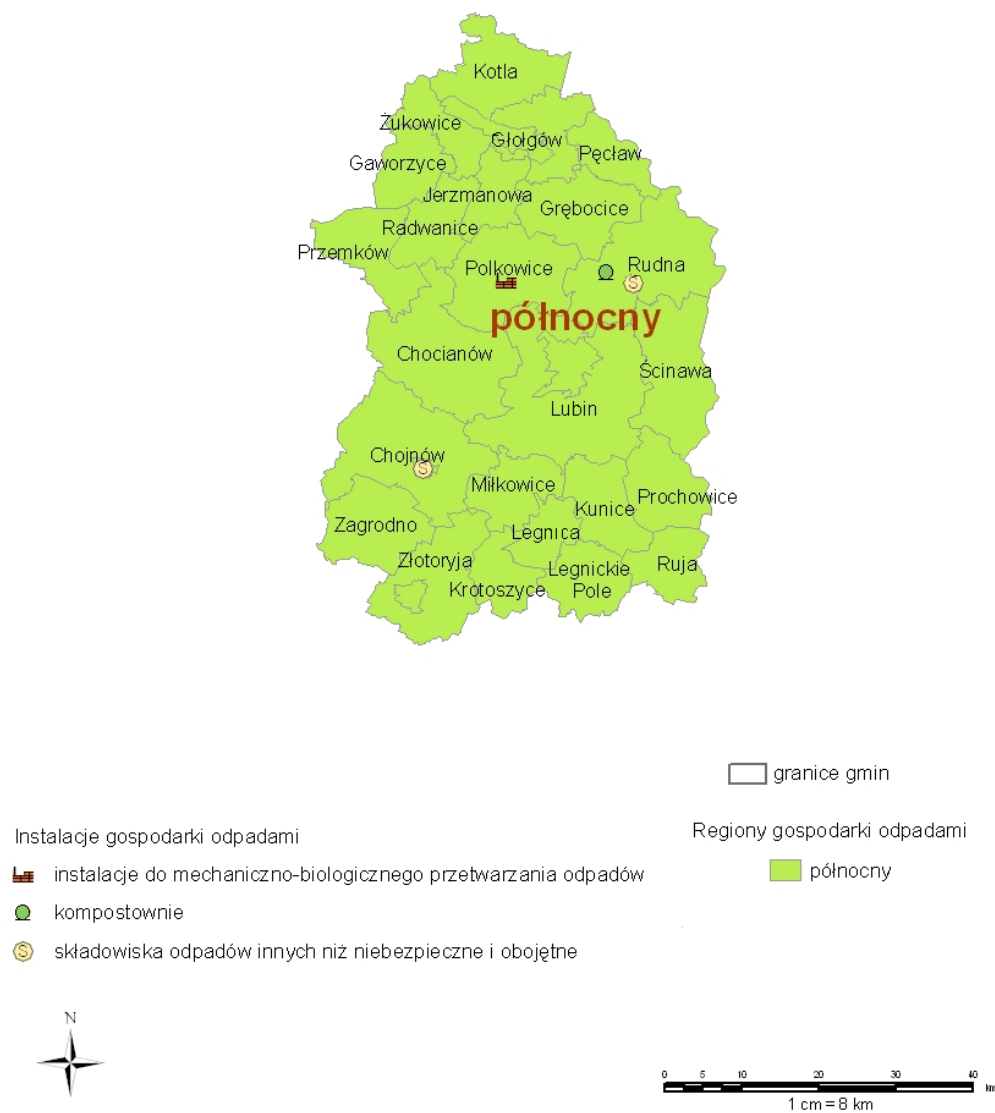 Kotla
Żukowice
Głołgów
Pęcław
Gaworzyce
Jerzmanowa
Grębocice
Radwanice
Przemków
Polkowice
Rudna
S
północny
Chocianów
Ścinawa
Lubin
Chojnów
S
Miłkowice
Prochowice
Kunice
Zagrodno
Legnica
Złotoryja
Legnickie
Pole
Ruja
Krotoszyce
granice gmin
Instalacje gospodarki odpadami
Regiony gospodarki odpadami
instalacje do mechaniczno-biologicznego przetwarzania odpadów
północny
kompostownie
S składowiska odpadów innych niż niebezpieczne i obojętne
N
0 5 10 20 30 40
km
1 cm = 8 km